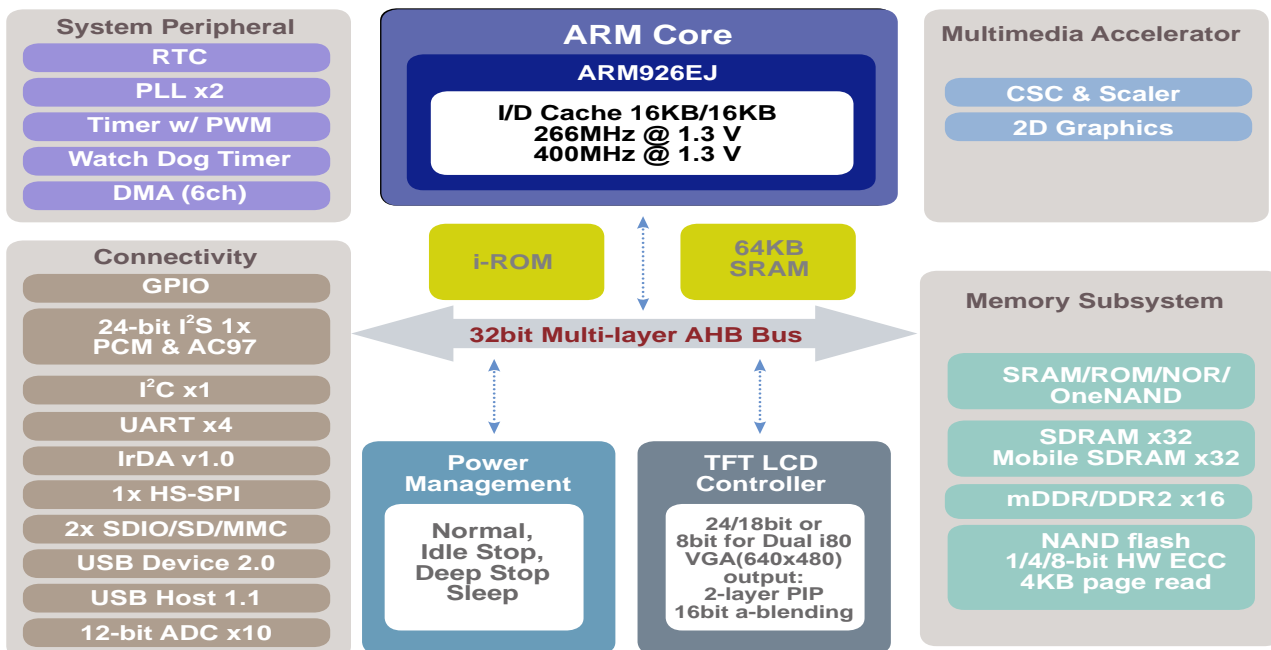 System Peripheral
RTC
PLL x2
Timer w/ PWM
Watch Dog Timer
DMA (6ch)
ARM Core
ARM926EJ
I/D Cache 16KB/16KB
266MHz @ 1.3 V
400MHz @ 1.3 V
Multimedia Accelerator
CSC & Scaler
2D Graphics
Connectivity
GPIO
24-bit I²S 1x
PCM & AC97
I²C x1
UART x4
IrDA v1.0
1x HS-SPI
2x SDIO/SD/MMC
USB Device 2.0
USB Host 1.1
12-bit ADC x10
i-ROM
64KB
SRAM
32bit Multi-layer AHB Bus
Power
Management
Normal,
Idle Stop,
Deep Stop
Sleep
TFT LCD
Controller
24/18bit or
8bit for Dual i80
VGA(640x480)
output:
2-layer PIP
16bit a-blending
Memory Subsystem
SRAM/ROM/NOR/
OneNAND
SDRAM x32
Mobile SDRAM x32
mDDR/DDR2 x16
NAND flash
1/4/8-bit HW ECC
4KB page read